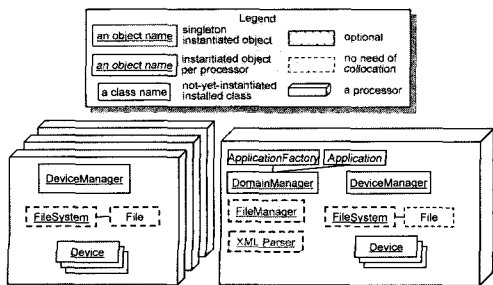 Legend
an object name
singleton
instantiated object
optional
an object name
instantiated object
per processor
no need of
collocation
a class name
not-yet-instantiated
installed class
a processor
DeviceManager
FileSystem
File
Device
ApplicationFactory
Application
DomainManager
DeviceManager
FileManager
FileSystem
File
XML Parser
Device